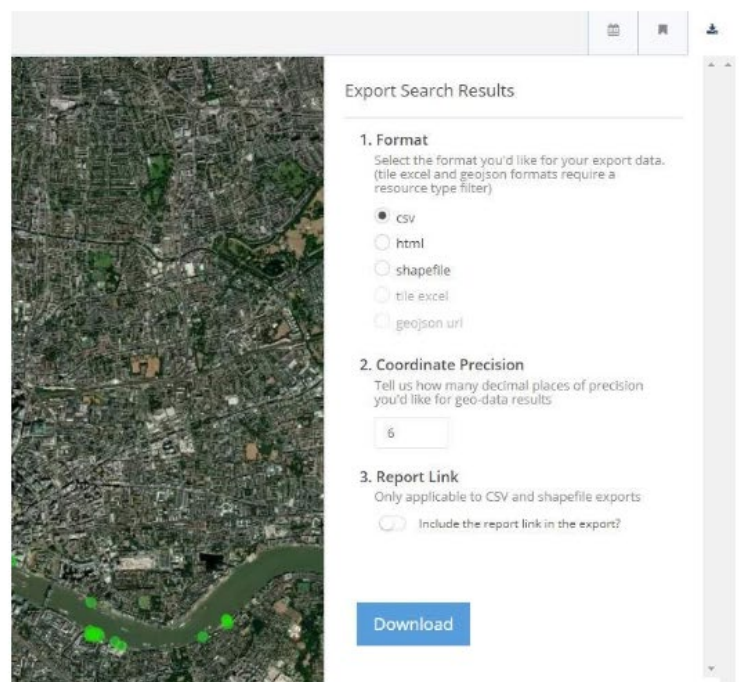 Export Search Results
1. Format
Select the format you'd like for your export data.
(tile excel and geojson formats require a
resource type filter)
csv
html
shapefile
tile excel
geojson url
2. Coordinate Precision
Tell us how many decimal places of precision
you'd like for geo-data results
6
3. Report Link
Only applicable to CSV and shapefile exports
Include the report link in the export?
Download